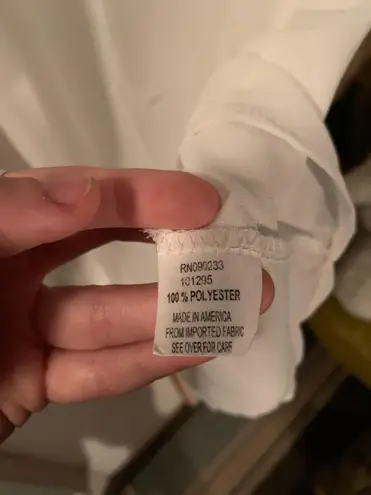 RN090233
101295
100% POLYESTER
MADE IN AMERICA
FROM IMPORTED FABRIC
SEE OVER FOR CARE